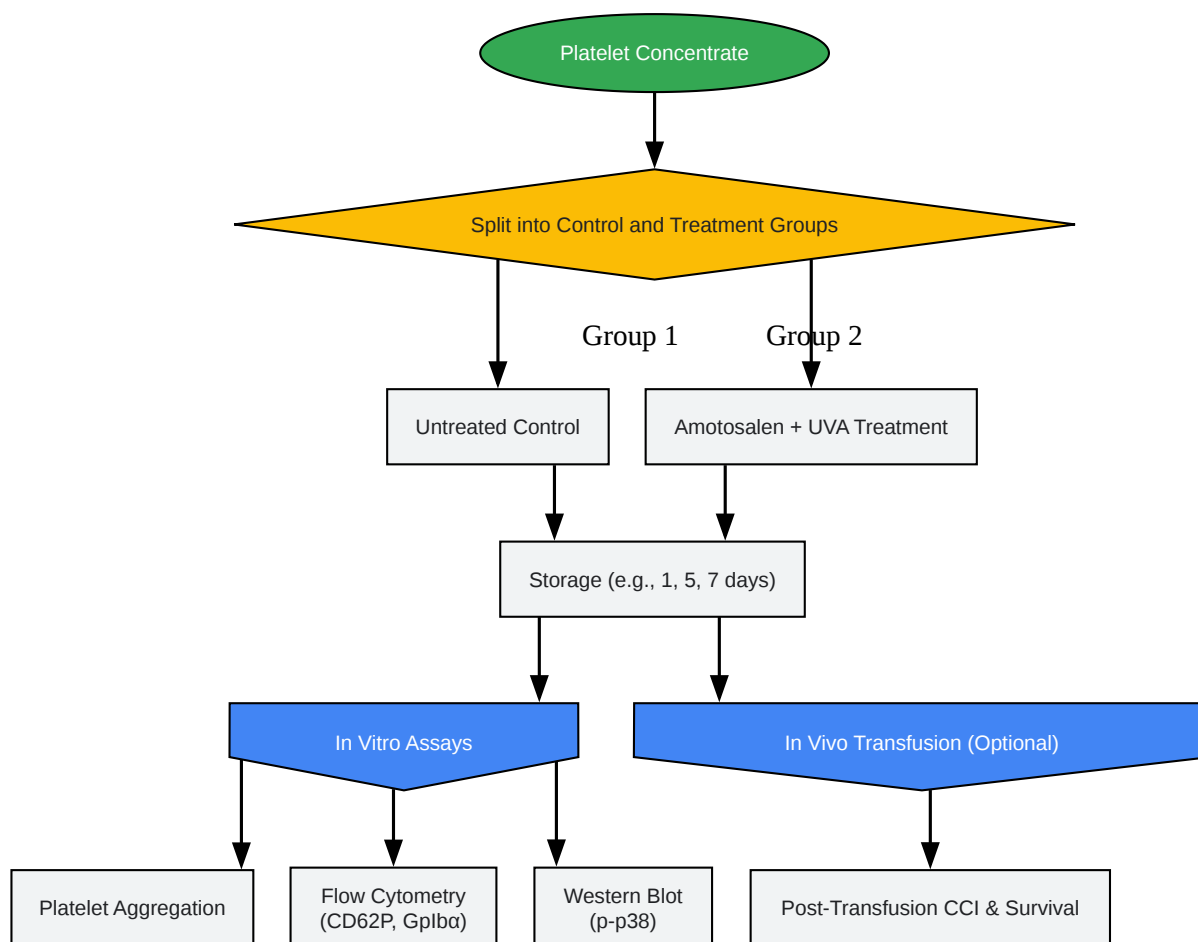 Platelet Concentrate
Split into Control and Treatment Groups
Group 1
Group 2
Untreated Control
Amotosalen + UVA Treatment
Storage (e.g., 1, 5, 7 days)
In Vitro Assays
In Vivo Transfusion (Optional)
Platelet Aggregation
Flow Cytometry
(CD62P, GpIbα)
Western Blot
(p-p38)
Post-Transfusion CCI & Survival